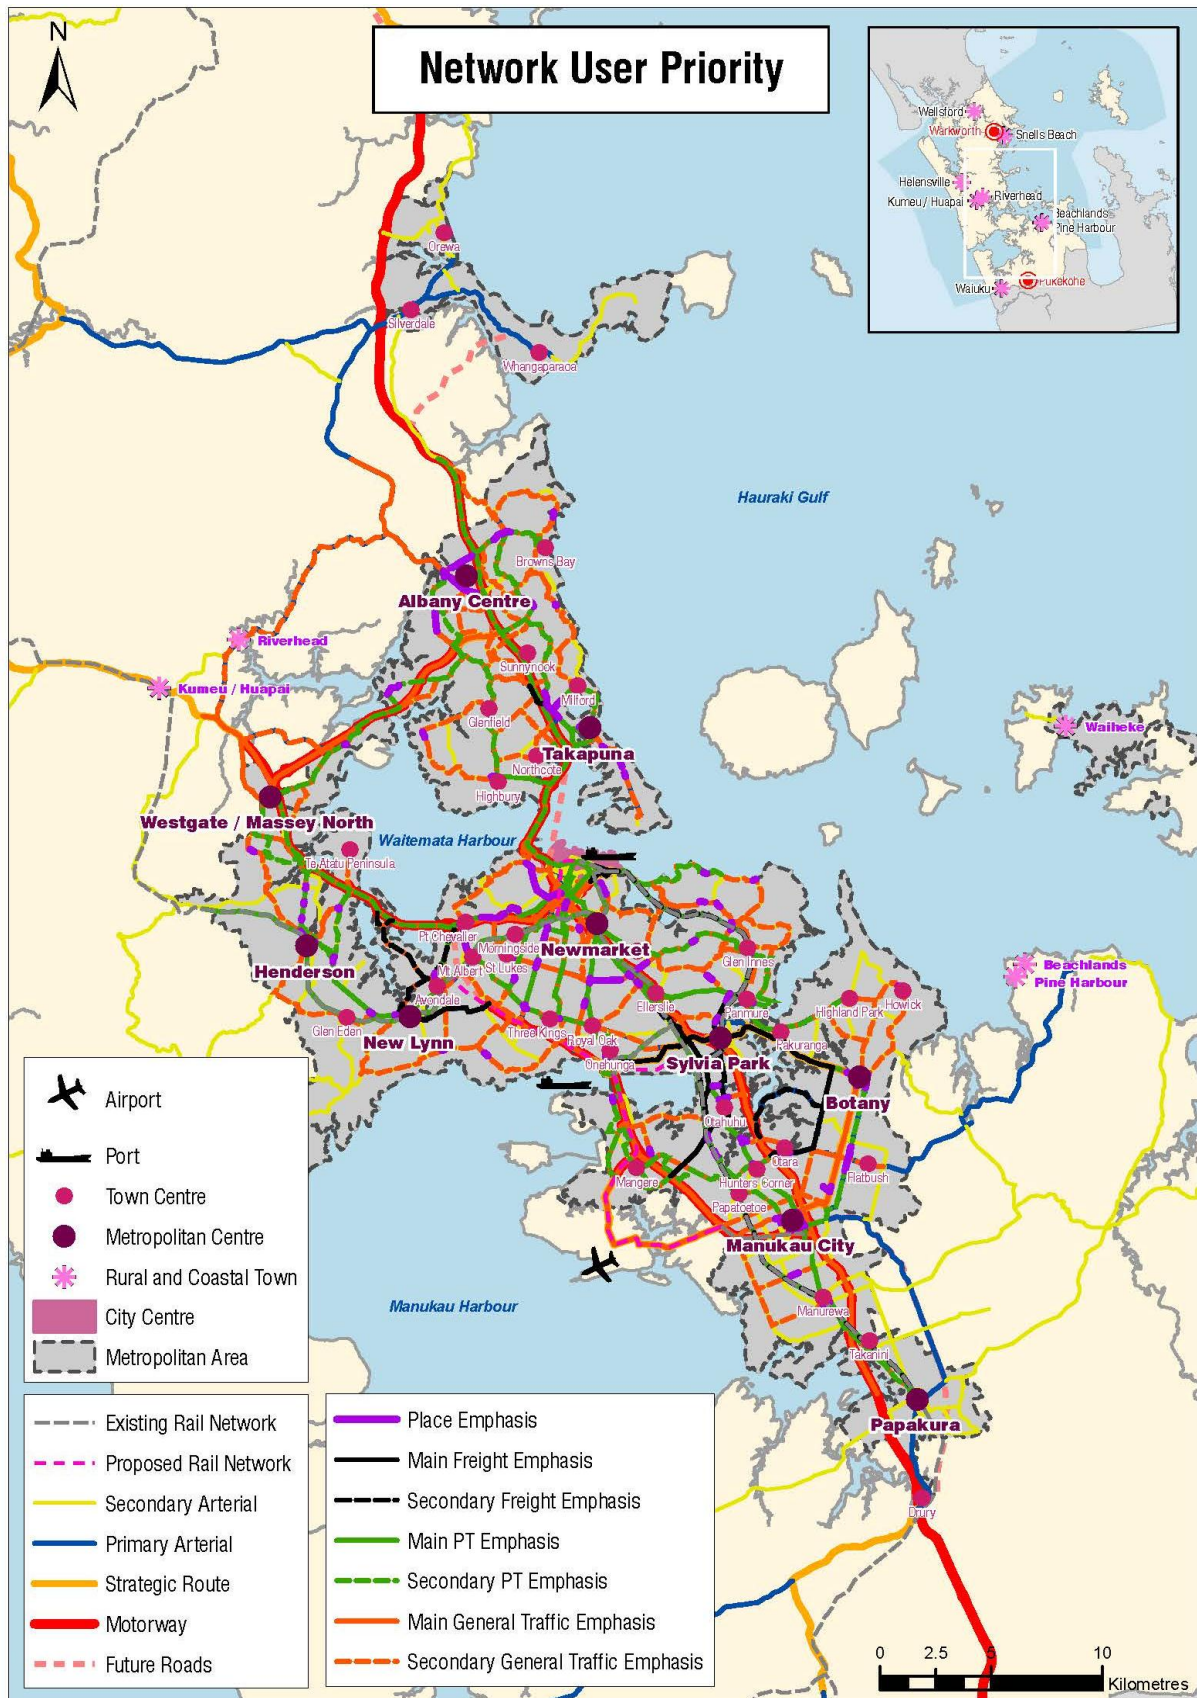 Network User Priority
N
Wellsford
Warkworth
Snells Beach
Helensville
Riverhead
Kumeu / Huapai
Beachlands
Pine Harbour
Waiuku
Pukekohe
Orewa
Silverdale
Whangaparaoa
Hauraki Gulf
Browns Bay
Albany Centre
Riverhead
Sunnynook
Kumeu / Huapai
Milford
Glenfield
Waiheke
Takapuna
Northcote
Highbury
Westgate / Massey North
Waitemata Harbour
Te Atatu Peninsula
Pt Chevalier
Morningside
Newmarket
Glen Innes
Henderson
Mt Albert
St Lukes
Beachlands
Pine Harbour
Avondale
Ellerslie
Panmure
Highland Park
Howick
Glen Eden
New Lynn
Three Kings
Royal Oak
Pakuranga
Onehunga
Sylvia Park
Botany
Otahuhu
Otara
Mangere
Hunters Corner
Flatbush
Papatoetoe
Manukau City
Manukau Harbour
Manurewa
Takanini
Papakura
Drury
Airport
Port
Town Centre
Metropolitan Centre
Rural and Coastal Town
City Centre
Metropolitan Area
Existing Rail Network
Proposed Rail Network
Secondary Arterial
Primary Arterial
Strategic Route
Motorway
Future Roads
Place Emphasis
Main Freight Emphasis
Secondary Freight Emphasis
Main PT Emphasis
Secondary PT Emphasis
Main General Traffic Emphasis
Secondary General Traffic Emphasis
0 2.5 5 10
Kilometres